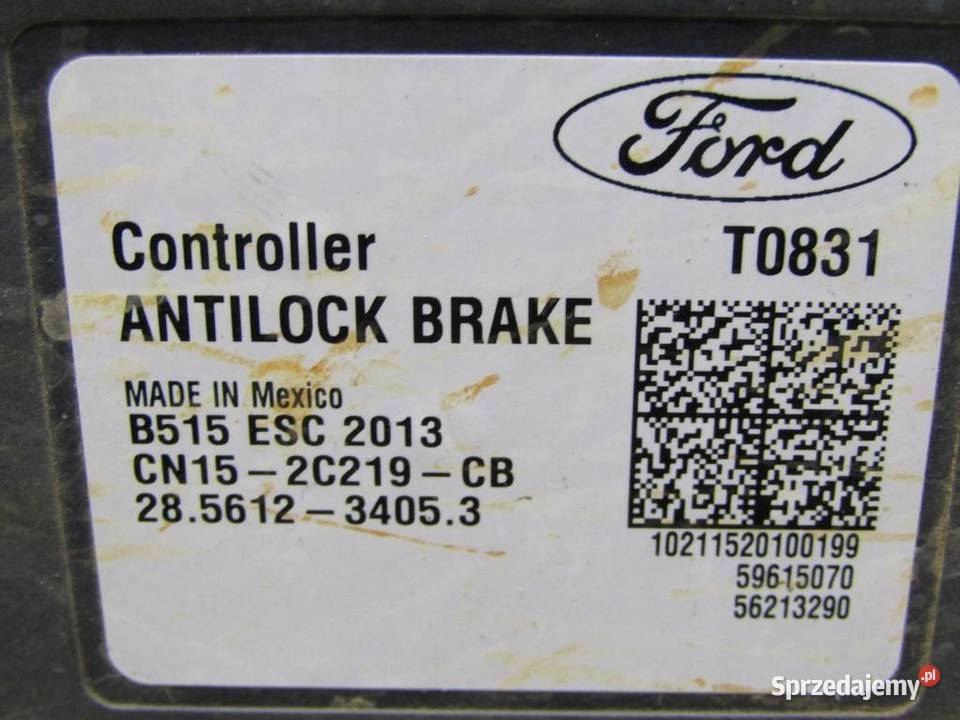 Ford
Controller
T0831
ANTILOCK BRAKE
MADE IN Mexico
B515 ESC 2013
CN15-2C219-CB
28.5612-3405.3
10211520100199
59615070
56213290
Sprzedajemy.pl